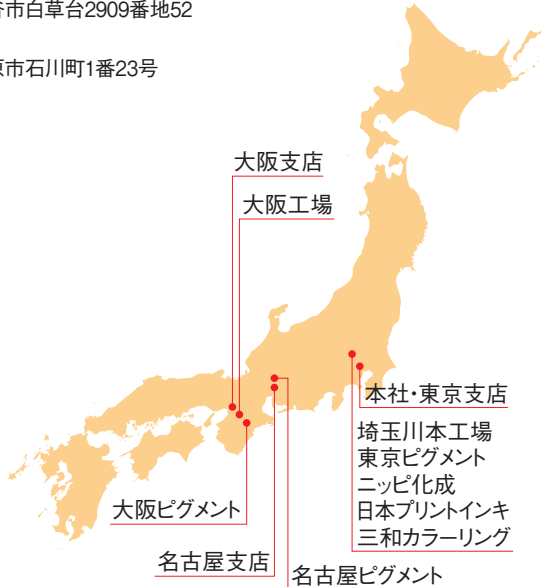 谷市白草台2909番地52
原市石川町1番23号
大阪支店
大阪工場
本社・東京支店
埼玉川本工場
東京ピグメント
ニッピ化成
日本プリントインキ
三和カラーリング
大阪ピグメント
名古屋支店
名古屋ピグメント